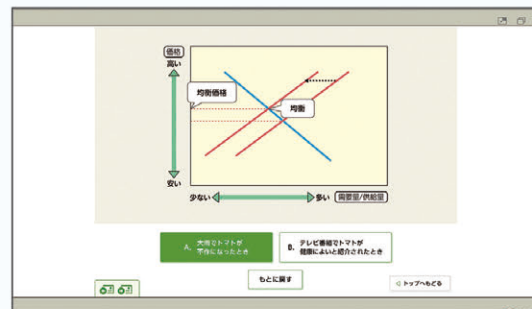 価格
高い
均衡価格
均衡
安い
少ない
多い
需要量/供給量
A. 大雨でトマトが
不作になったとき
B. テレビ番組でトマトが
健康によいと紹介されたとき
もとに戻す
トップへもどる